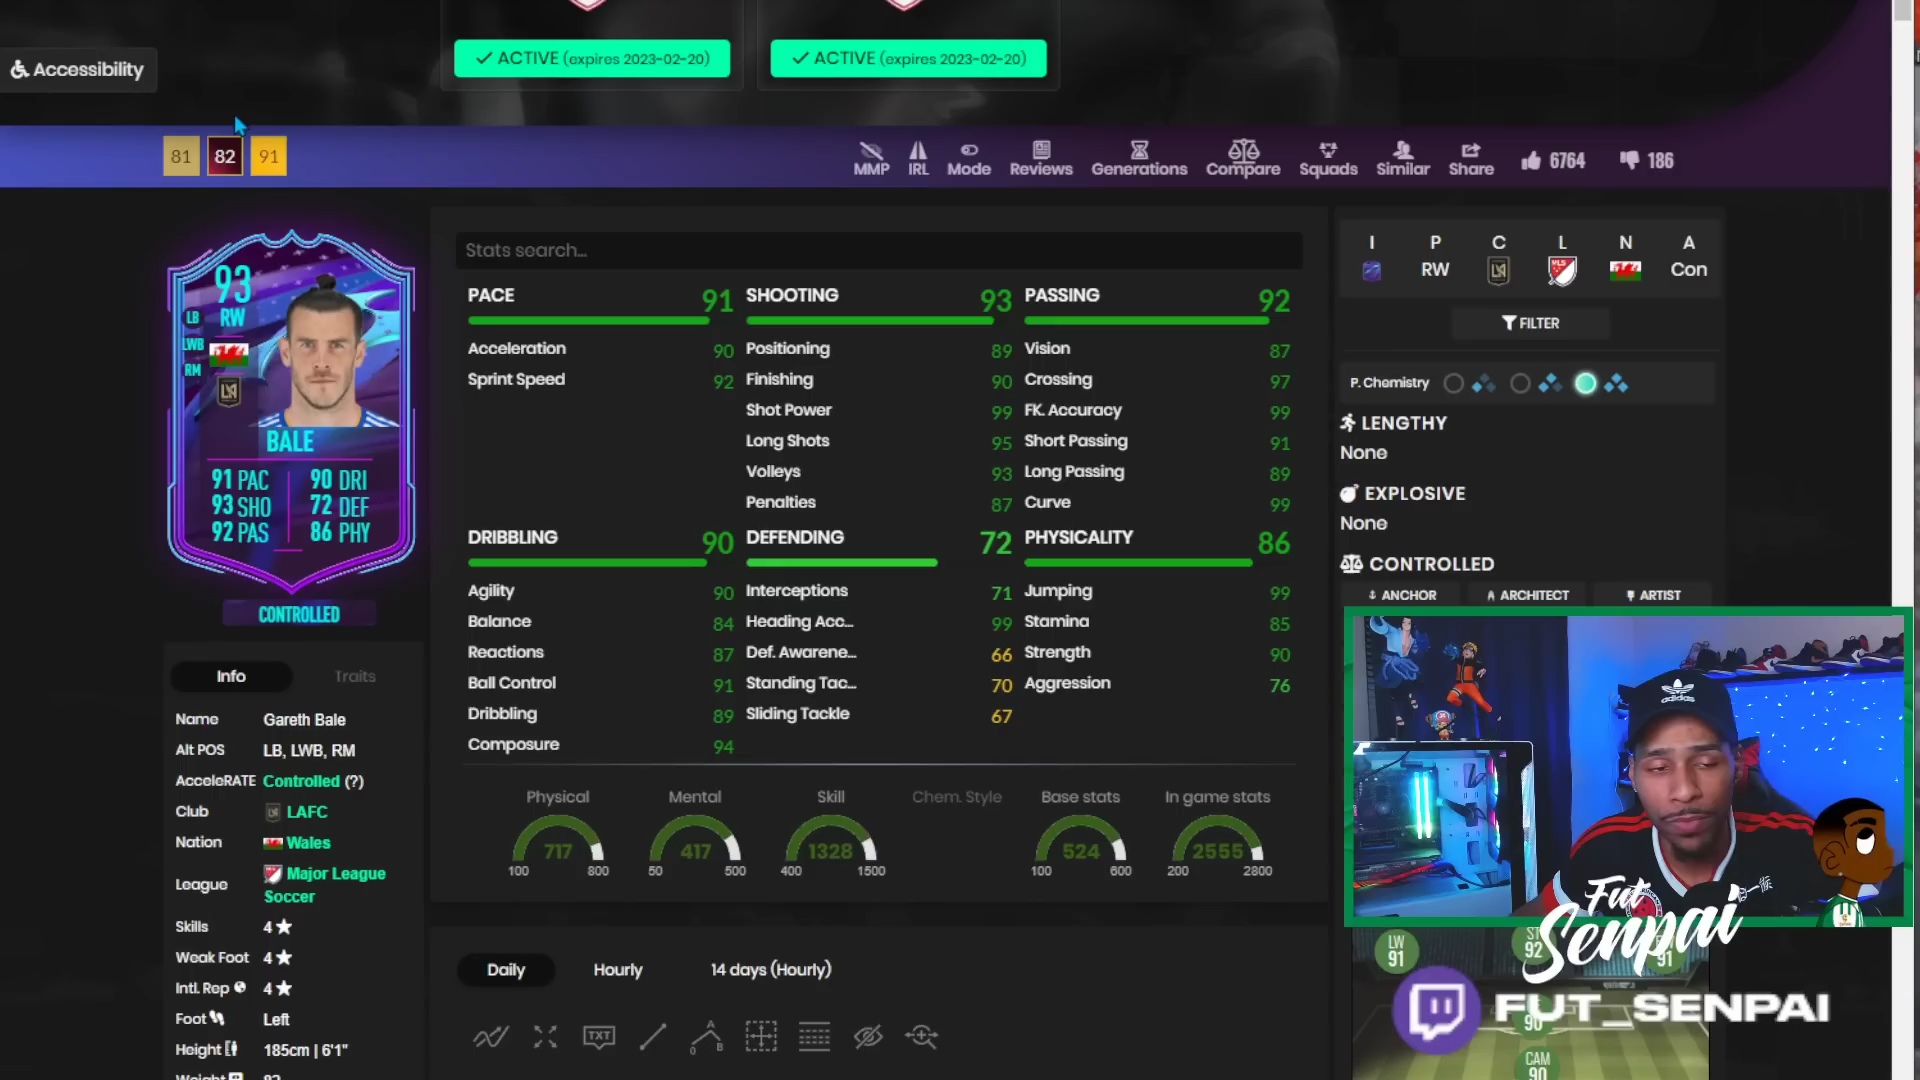 ACTIVE (expires 2023-02-20)
ACTIVE (expires 2023-02-20)
Accessibility
81
82
91
MMP
IRL
Mode
Reviews
Generations
Compare
Squads
Similar
Share
6764
186
93
RW
LB
LWB
RM
BALE
91 PAC
90 DRI
93 SHO
72 DEF
92 PAS
86 PHY
CONTROLLED
Stats search...
PACE 91
Acceleration 90
Sprint Speed 92
SHOOTING 93
Positioning 89
Finishing 90
Shot Power 99
Long Shots 95
Volleys 93
Penalties 87
PASSING 92
Vision 87
Crossing 97
FK. Accuracy 99
Short Passing 91
Long Passing 89
Curve 99
DRIBBLING 90
Agility 90
Balance 84
Reactions 87
Ball Control 91
Dribbling 89
Composure 94
DEFENDING 72
Interceptions 71
Heading Acc... 99
Def. Awarene... 66
Standing Tac... 70
Sliding Tackle 67
PHYSICALITY 86
Jumping 99
Stamina 85
Strength 90
Aggression 76
Physical
717
100 800
Mental
417
50 500
Skill
1328
400 1500
Chem. Style
Base stats
524
100 600
In game stats
2555
200 2800
I P C L N A
RW MLS Con
FILTER
P. Chemistry
LENGTHY
None
EXPLOSIVE
None
CONTROLLED
ANCHOR
ARCHITECT
ARTIST
Info
Traits
Name Gareth Bale
Alt POS LB, LWB, RM
AcceleRATE Controlled (?)
Club LAFC
Nation Wales
League Major League
Soccer
Skills 4
Weak Foot 4
Intl. Rep 4
Foot Left
Height 185cm | 6'1"
Daily
Hourly
14 days (Hourly)
TXT
adidas
Fut
Senpai
FUT_SENPAI
LW
91
ST
92
91
90
CAM
90